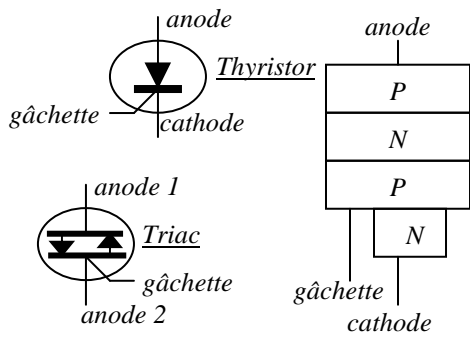 anode
Thyristor
gâchette
cathode
anode 1
Triac
gâchette
anode 2
anode
P
N
P
N
gâchette
cathode